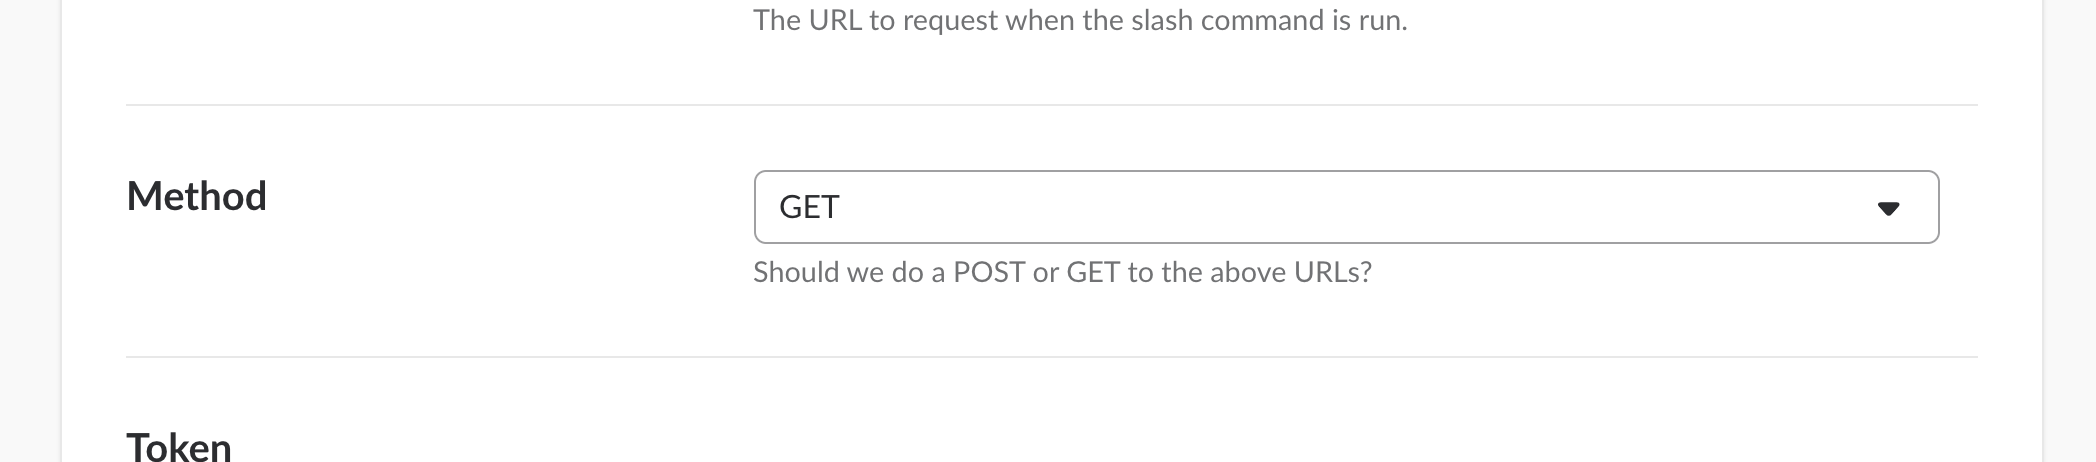 The URL to request when the slash command is run.
Method
GET
Should we do a POST or GET to the above URLs?
Token